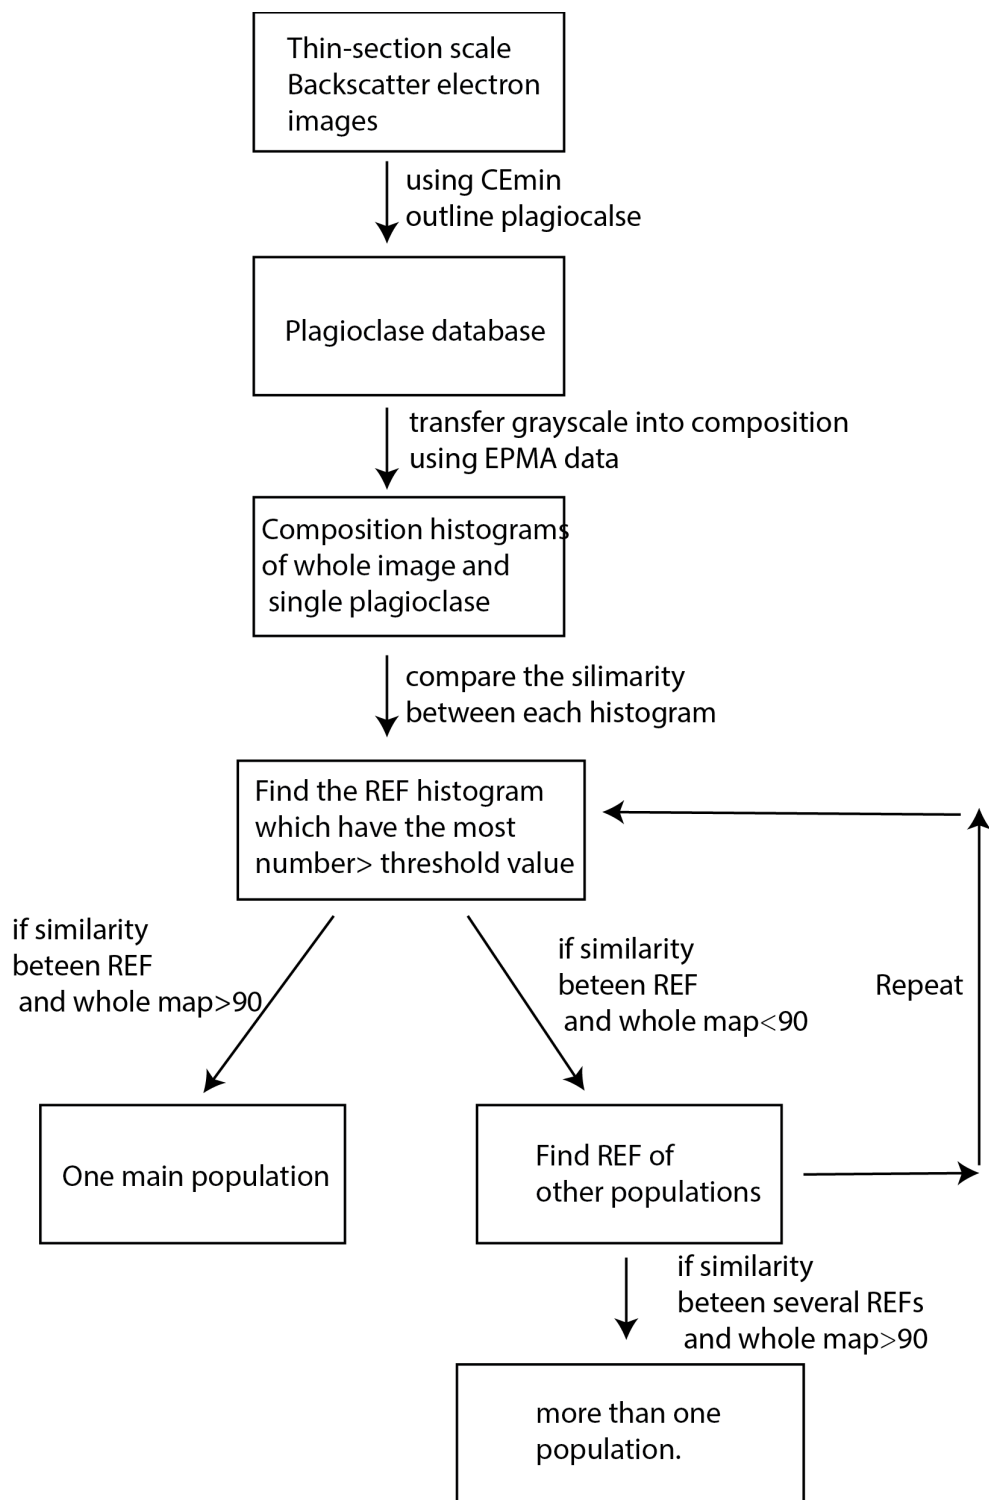 Thin-section scale
Backscatter electron
images
using CEmin
outline plagiocalse
Plagioclase database
transfer grayscale into composition
using EPMA data
Composition histograms
of whole image and
single plagioclase
compare the silimarity
between each histogram
Find the REF histogram
which have the most
number> threshold value
if similarity
beteen REF
and whole map>90
if similarity
beteen REF
and whole map<90
Repeat
One main population
Find REF of
other populations
if similarity
beteen several REFs
and whole map>90
more than one
population.